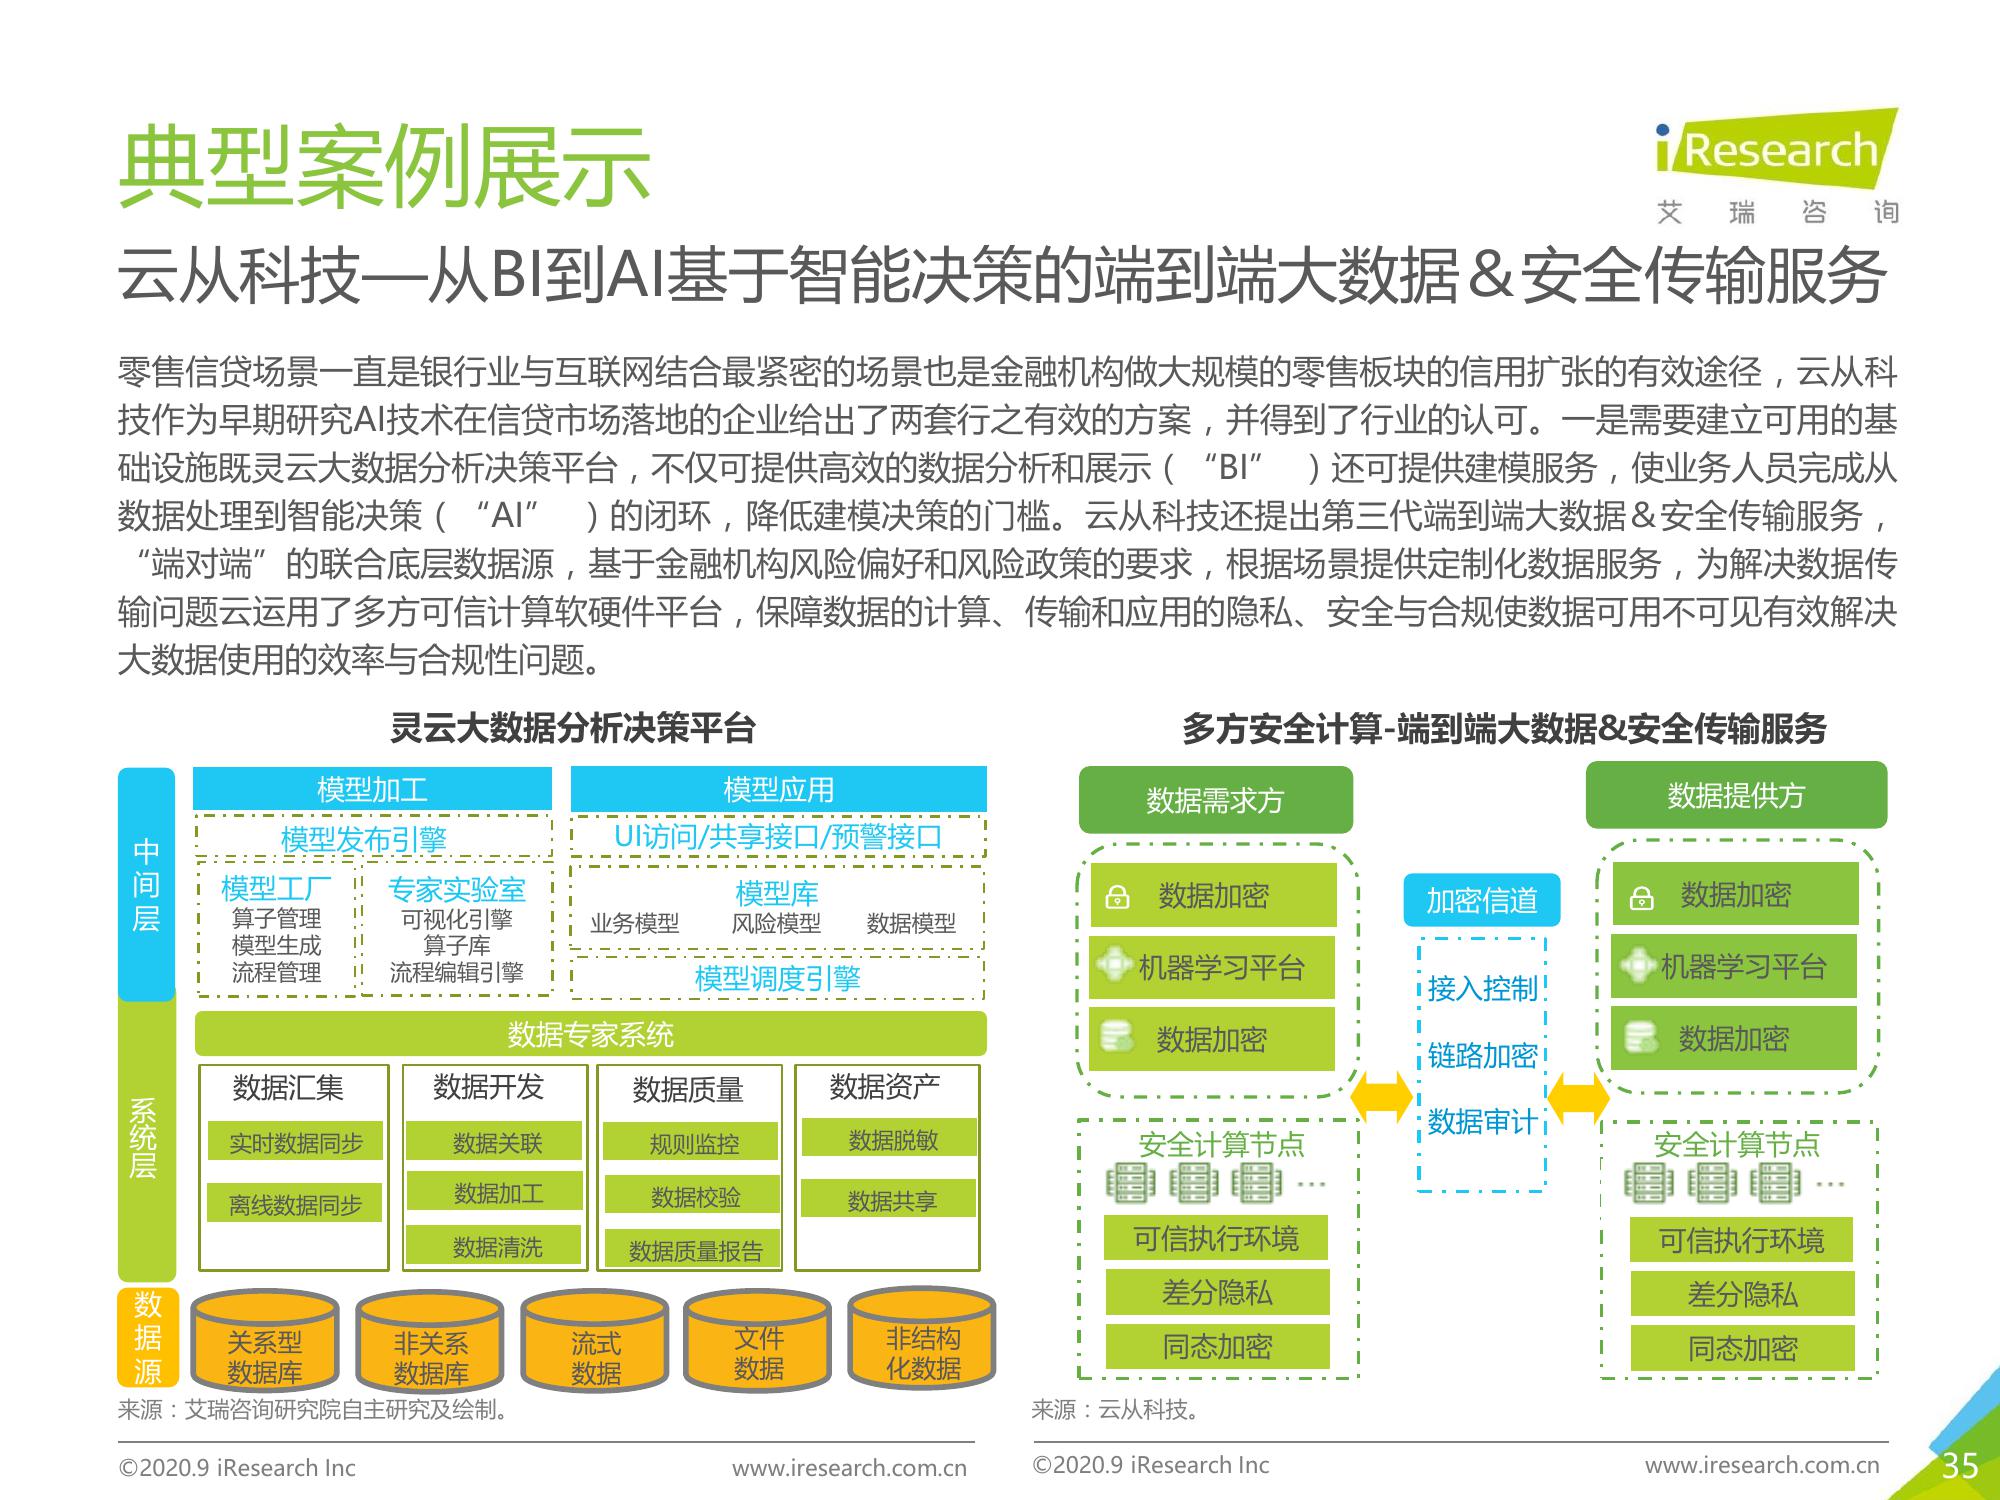 典型案例展示
iResearch
艾瑞咨询
云从科技—从BI到AI基于智能决策的端到端大数据＆安全传输服务
零售信贷场景一直是银行业与互联网结合最紧密的场景也是金融机构做大规模的零售板块的信用扩张的有效途径，云从科
技作为早期研究AI技术在信贷市场落地的企业给出了两套行之有效的方案，并得到了行业的认可。一是需要建立可用的基
础设施既灵云大数据分析决策平台，不仅可提供高效的数据分析和展示（“BI”）还可提供建模服务，使业务人员完成从
数据处理到智能决策（“AI”）的闭环，降低建模决策的门槛。云从科技还提出第三代端到端大数据＆安全传输服务，
“端对端”的联合底层数据源，基于金融机构风险偏好和风险政策的要求，根据场景提供定制化数据服务，为解决数据传
输问题云运用了多方可信计算软硬件平台，保障数据的计算、传输和应用的隐私、安全与合规使数据可用不可见有效解决
大数据使用的效率与合规性问题。
灵云大数据分析决策平台
中
间
层
模型加工
模型应用
模型发布引擎
UI访问/共享接口/预警接口
模型工厂
算子管理
模型生成
流程管理
专家实验室
可视化引擎
算子库
流程编辑引擎
模型库
业务模型 风险模型 数据模型
模型调度引擎
系
统
层
数据专家系统
数据汇集
实时数据同步
离线数据同步
数据开发
数据关联
数据加工
数据清洗
数据质量
规则监控
数据校验
数据质量报告
数据资产
数据脱敏
数据共享
数
据
源
关系型
数据库
非关系
数据库
流式
数据
文件
数据
非结构
化数据
来源：艾瑞咨询研究院自主研究及绘制。
多方安全计算-端到端大数据&安全传输服务
数据需求方
数据加密
机器学习平台
数据加密
安全计算节点
…
可信执行环境
差分隐私
同态加密
加密信道
接入控制
链路加密
数据审计
数据提供方
数据加密
机器学习平台
数据加密
安全计算节点
…
可信执行环境
差分隐私
同态加密
来源：云从科技。
©2020.9 iResearch Inc
www.iresearch.com.cn
©2020.9 iResearch Inc
www.iresearch.com.cn
35